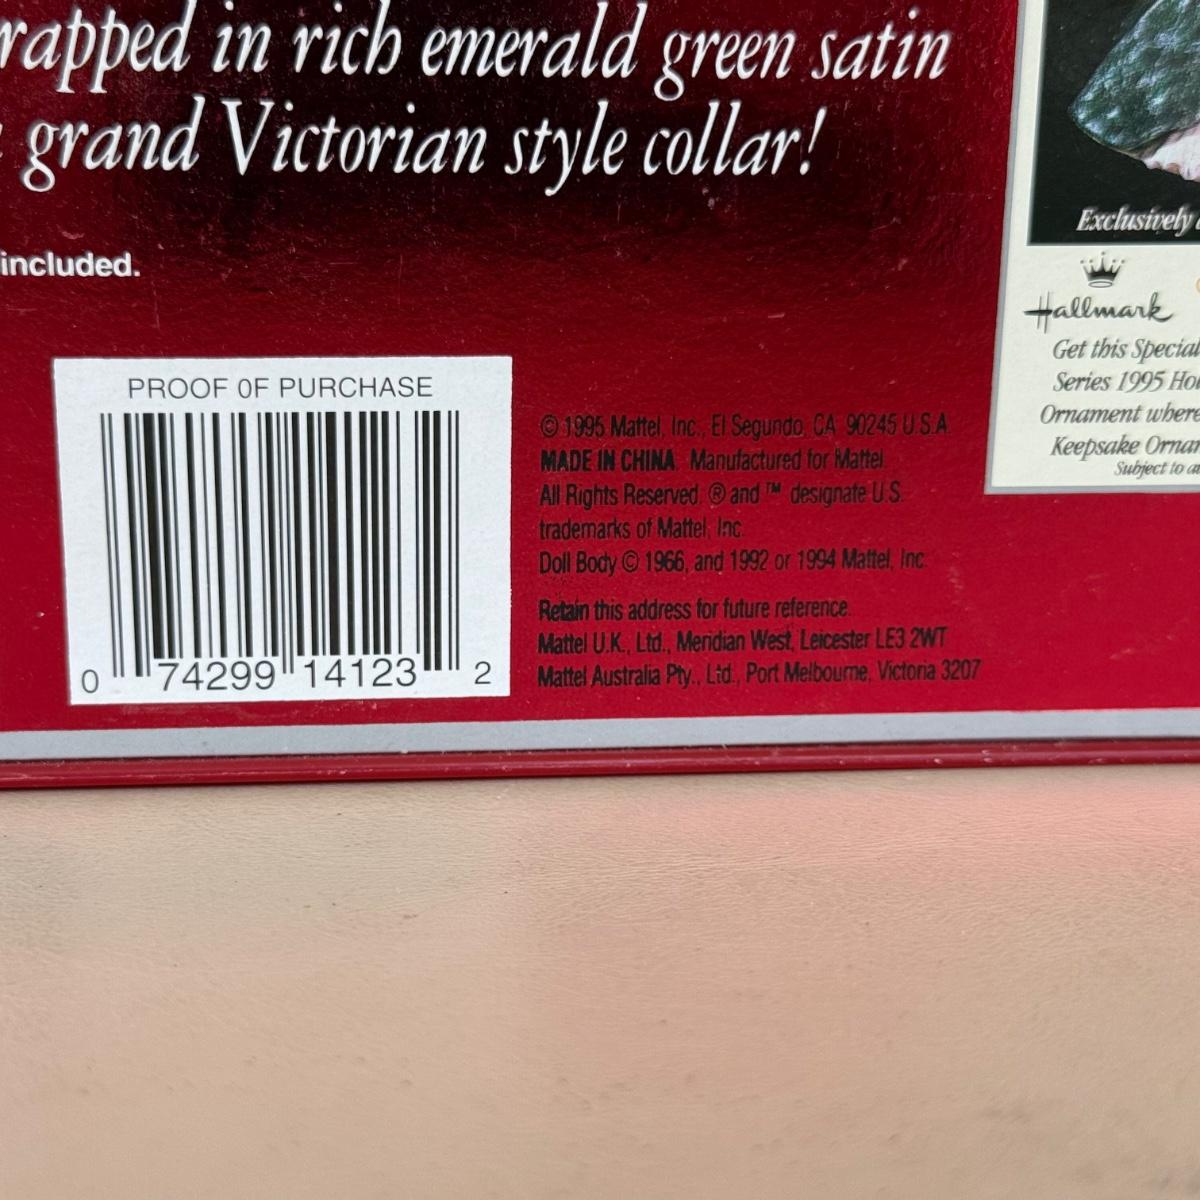 rapped in rich emerald green satin
grand Victorian style collar!
included.
PROOF 0F PURCHASE
0 74299 14123 2
© 1995 Mattel, Inc., El Segundo, CA 90245 U.S.A.
MADE IN CHINA. Manufactured for Mattel.
All Rights Reserved. ® and ™ designate U.S.
trademarks of Mattel, Inc.
Doll Body © 1966, and 1992 or 1994 Mattel, Inc.
Retain this address for future reference.
Mattel U.K., Ltd., Meridian West, Leicester LE3 2WT
Mattel Australia Pty., Ltd., Port Melbourne, Victoria 3207
Exclusively
Hallmark
Get this Special
Series 1995 Hol
Ornament where
Keepsake Ornar
Subject to a